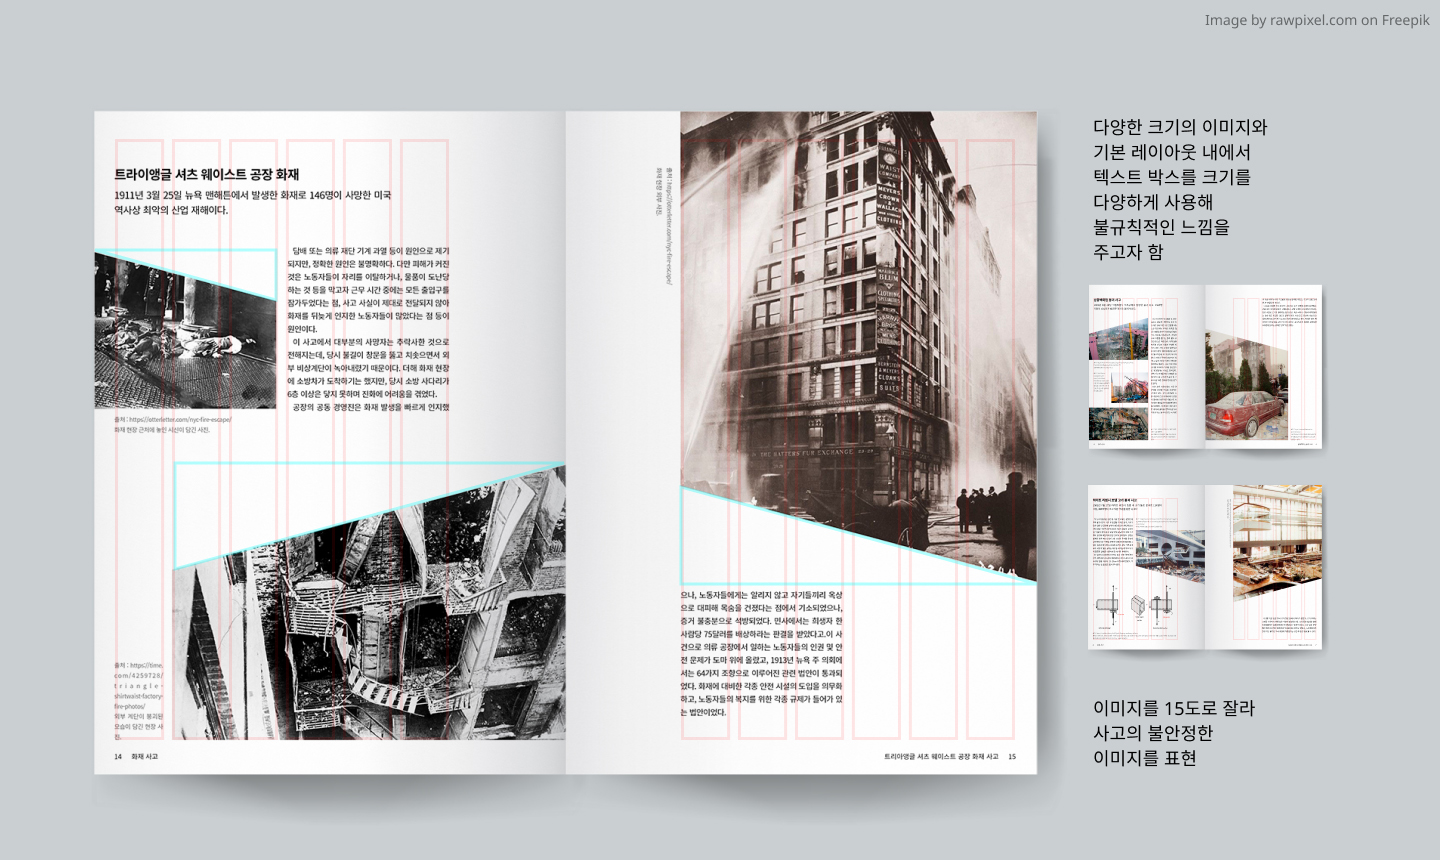 Image by rawpixel.com on Freepik
트라이앵글 셔츠 웨이스트 공장 화재
1911년 3월 25일 뉴욕 맨해튼에서 발생한 화재로 146명이 사망한 미국
역사상 최악의 산업 재해이다.
담배 또는 의류 재단 기계 과열 등이 원인으로 제기
되지만, 정확한 원인은 불명확하다. 다만 피해가 커진
것은 노동자들이 자리를 이탈하거나, 물품이 도난당
하는 것 등을 막고자 근무 시간 중에는 모든 출입구를
잠가두었다는 점, 사고 사실이 제대로 전달되지 않아
화재를 뒤늦게 인지한 노동자들이 많았다는 점 등이
원인이다.
이 사고에서 대부분의 사망자는 추락사한 것으로
전해지는데, 당시 불길이 창문을 뚫고 치솟으면서 외
부 비상계단이 녹아내렸기 때문이다. 더해 화재 현장
에 소방차가 도착하기는 했지만, 당시 소방 사다리가
6층 이상은 닿지 못하며 진화에 어려움을 겪었다.
공장의 공동 경영진은 화재 발생을 빠르게 인지했
출처 : https://otterletter.com/nyc-fire-escape/
화재 현장 근처에 놓인 시신이 담긴 사진.
출처 : https://time.
com/4259728/
triangle-
shirtwaist-factory-
fire-photos/
외부 계단이 붕괴된
모습이 담긴 현장 사
진.
14 화재 사고
출처 : https://otterletter.com/nyc-fire-escape/
화재 현장 외부 사진.
WAIST
COMPANY
MEYERS
CROWN &
WALLACH
CLOTHING
BLUM
CLOTHING
THE HATTERS FUR EXCHANGE
으나, 노동자들에게는 알리지 않고 자기들끼리 옥상
으로 대피해 목숨을 건졌다는 점에서 기소되었으나,
증거 불충분으로 석방되었다. 민사에서는 희생자 한
사람당 75달러를 배상하라는 판결을 받았다고.이 사
건으로 의류 공장에서 일하는 노동자들의 인권 및 안
전 문제가 도마 위에 올랐고, 1913년 뉴욕 주 의회에
서는 64가지 조항으로 이루어진 관련 법안이 통과되
었다. 화재에 대비한 각종 안전 시설의 도입을 의무화
하고, 노동자들의 복지를 위한 각종 규제가 들어가 있
는 법안이었다.
트리아앵글 셔츠 웨이스트 공장 화재 사고 15
다양한 크기의 이미지와
기본 레이아웃 내에서
텍스트 박스를 크기를
다양하게 사용해
불규칙적인 느낌을
주고자 함
이미지를 15도로 잘라
사고의 불안정한
이미지를 표현